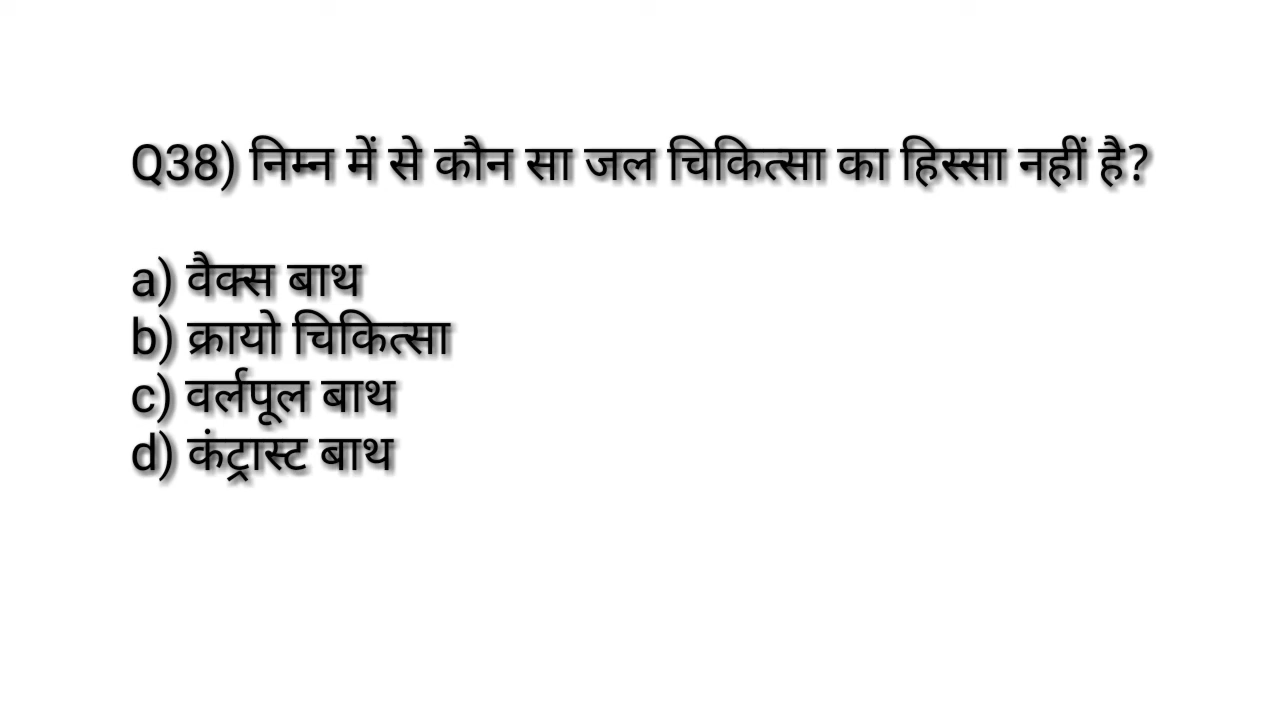 Q38) निम्न में से कौन सा जल चिकित्सा का हिस्सा नहीं है?
a) वैक्स बाथ
b) क्रायो चिकित्सा
c) वर्लपूल बाथ
d) कंट्रास्ट बाथ